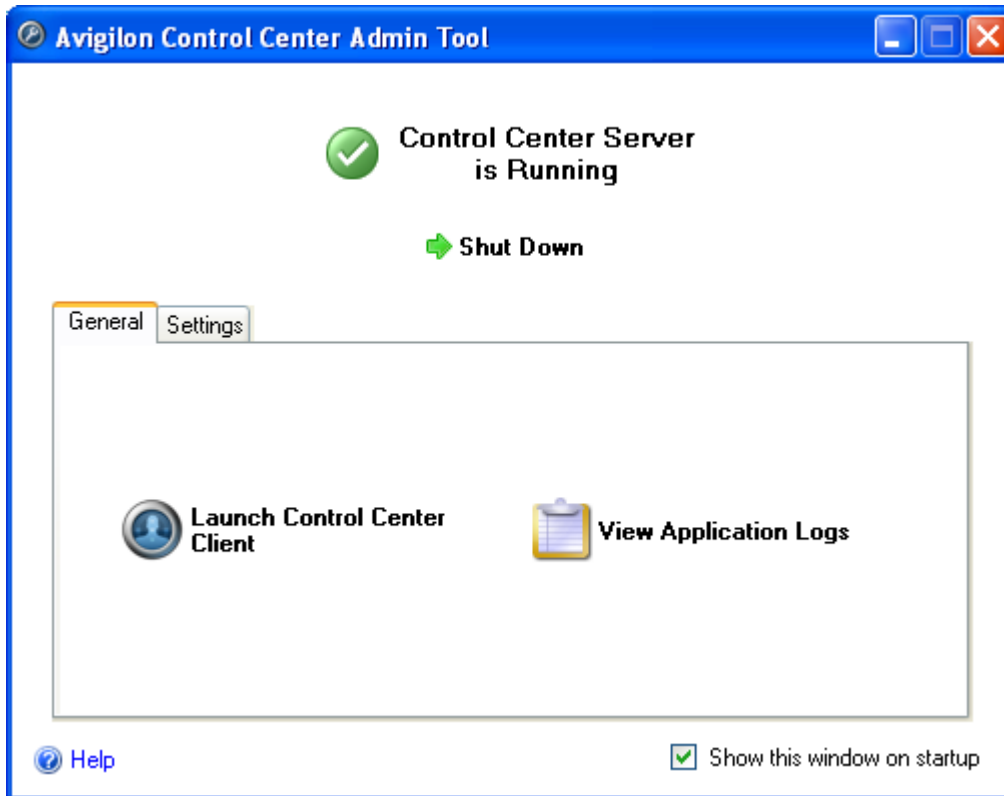 Avigilon Control Center Admin Tool
Control Center Server
is Running
Shut Down
General
Settings
Launch Control Center
Client
View Application Logs
Help
Show this window on startup